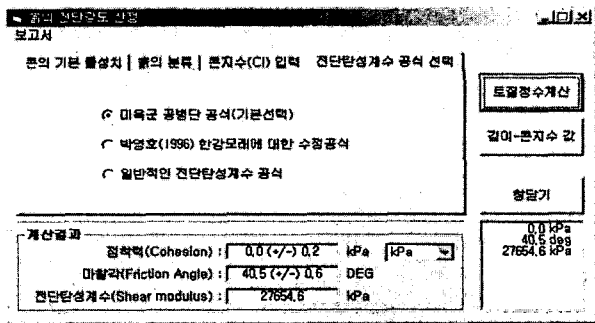 흙의 전단강도 산정
보고서
콘의 기본 물성치 | 흙의 분류 | 콘지수(CI) 입력 전단탄성계수 공식 선택
미육군 공병단 공식(기본선택)
박영호(1996) 한강모래에 대한 수정공식
일반적인 전단탄성계수 공식
토질정수계산
깊이-콘지수 값
창닫기
계산결과
점착력(Cohesion) : 0,0 (+/-) 0,2 kPa kPa
마찰각(Friction Angle) : 40,5 (+/-) 0,6 DEG
전단탄성계수(Shear modulus) : 27654,6 kPa
0,0 kPa
40,5 deg
27654,6 kPa